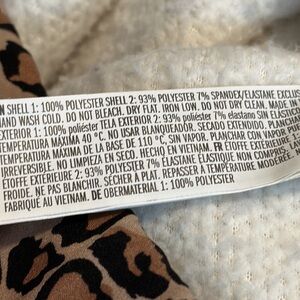 N SHELL 1: 100% POLYESTER SHELL 2: 93% POLYESTER 7% SPANDEX/ELASTANE EXCLUS
HAND WASH COLD. DO NOT BLEACH. DRY FLAT. IRON LOW. DO NOT DRY CLEAN. MADE IN
EXTERIOR 1: 100% poliéster TELA EXTERIOR 2: 93% poliéster 7% elastano SIN ELASTIC
TEMPERATURA MÁXIMA 40 °C. NO USAR BLANQUEADOR. SECADO EXTENDIDO. PLANCHAR
TEMPERATURA MÁXIMA DE LA BASE DE 110 °C, SIN VAPOR. PLANCHAR
IRREVERSIBLE. NO LIMPIEZA EN SECO. HECHO EN VIETNAM. FR ÉTOFFE EXTÉRIEURE
ÉTOFFE EXTÉRIEURE 2: 93% POLYESTER 7% ÉLASTANE ÉLASTIQUE NON COMPRIS. LAVAGE
FROIDE. NE PAS BLANCHIR. SÉCHER À PLAT. REPASSER À TEMPÉRATURE MODÉRÉE.
FABRIQUÉ AU VIETNAM. DE OBERMATERIAL 1: 100% POLYESTER